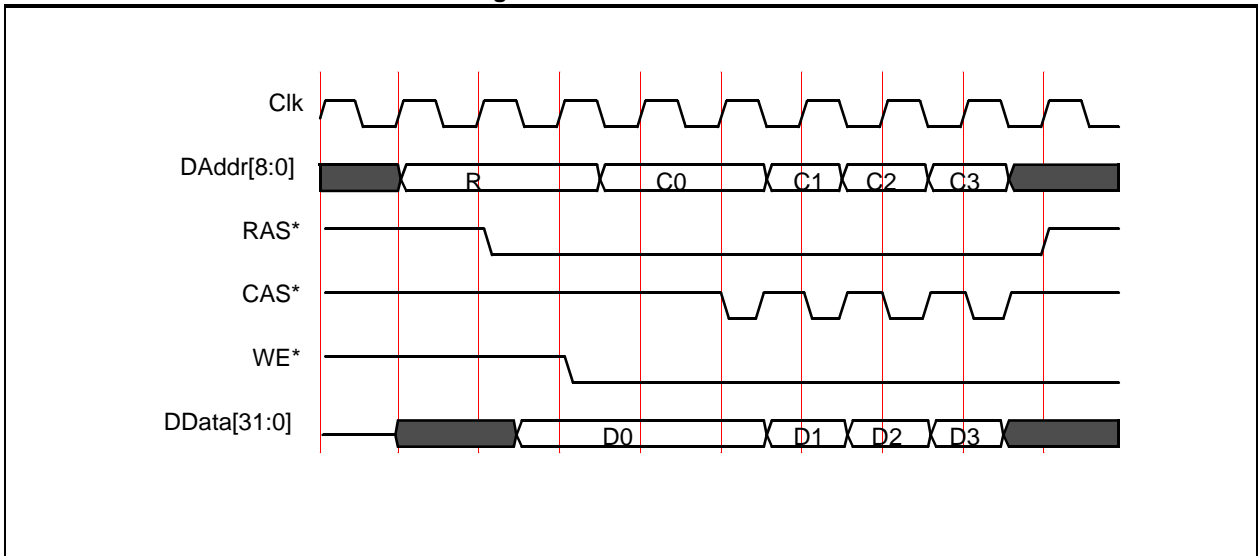 Clk
DAddr[8:0] R C0 C1 C2 C3
RAS*
CAS*
WE*
DData[31:0] D0 D1 D2 D3